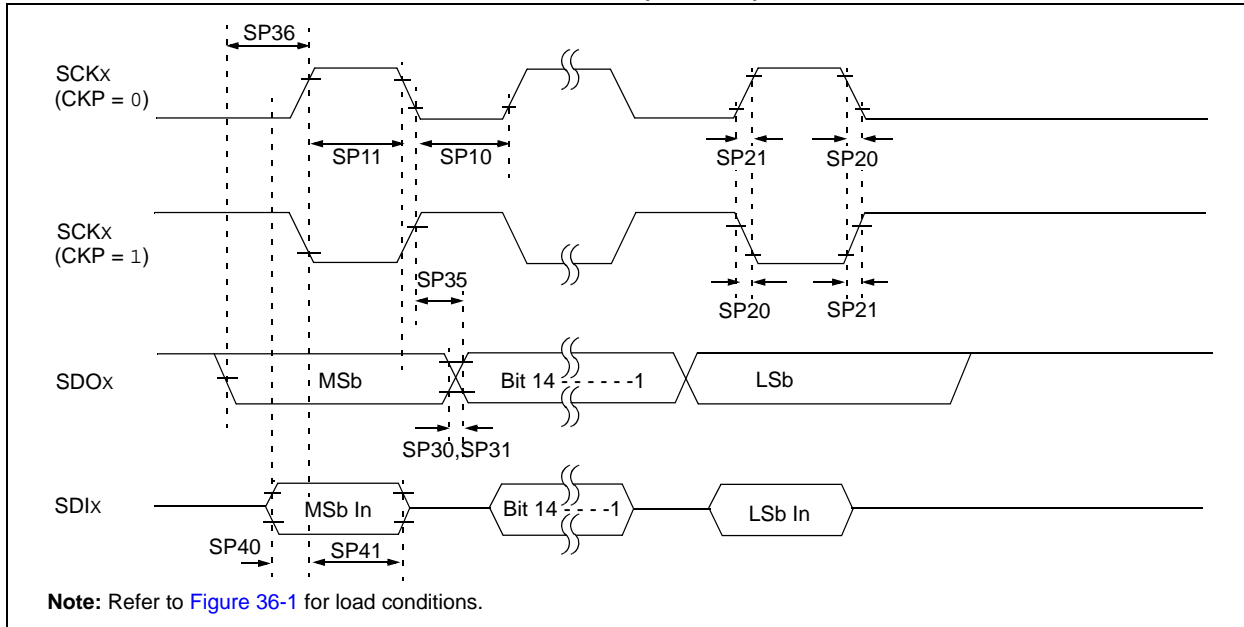 SP36
SCKx
(CKP = 0)
SP11
SP10
SP21
SP20
SCKx
(CKP = 1)
SP35
SP20
SP21
SDOx
MSb
Bit 14 - - - - - -1
LSb
SP30,SP31
SDIx
MSb In
Bit 14 - - - -1
LSb In
SP40
SP41
Note: Refer to Figure 36-1 for load conditions.